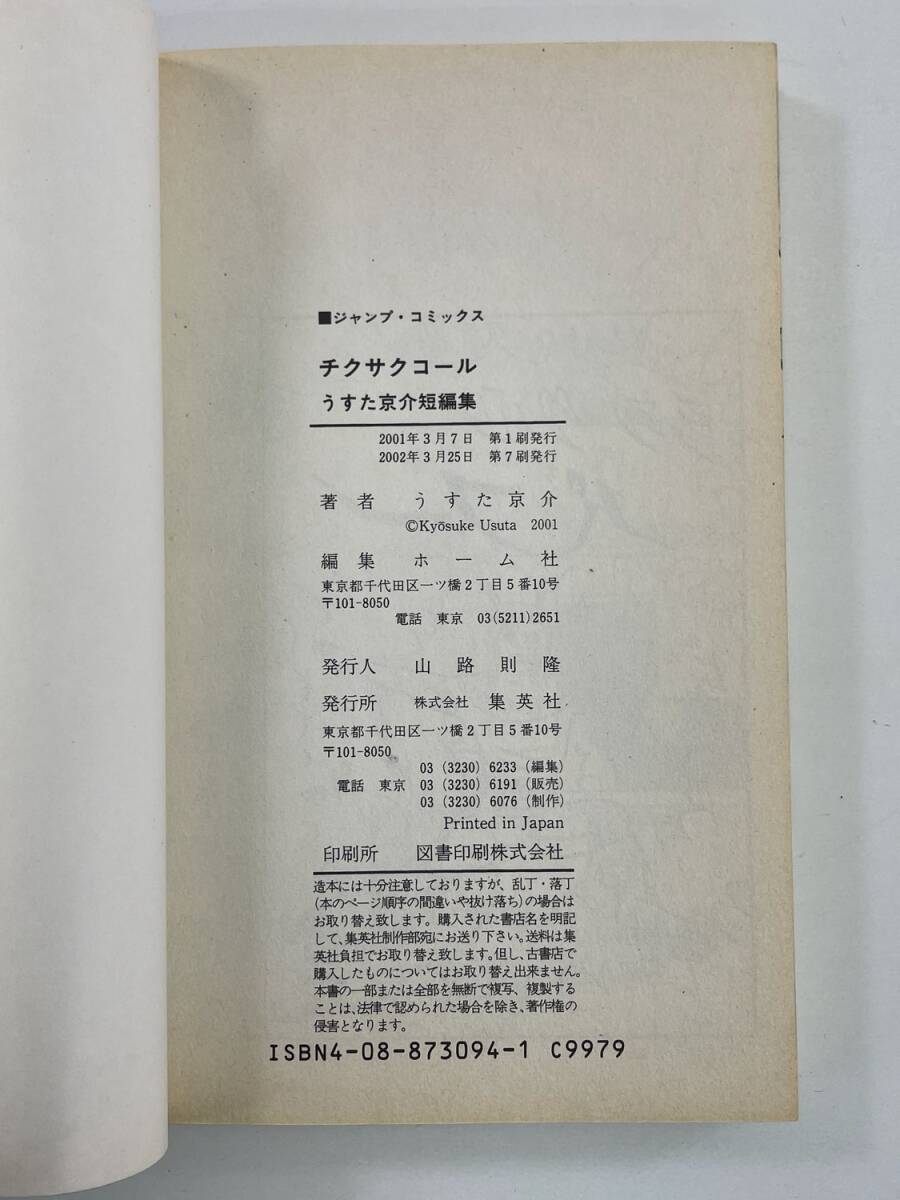 ■ジャンプ・コミックス
チクサクコール
うすた京介短編集
2001年3月7日 第1刷発行
2002年3月25日 第7刷発行
著者 うすた京介
©Kyōsuke Usuta 2001
編集 ホーム社
東京都千代田区一ツ橋2丁目5番10号
〒101-8050
電話 東京 03(5211)2651
発行人 山路則隆
発行所 株式会社 集英社
東京都千代田区一ツ橋2丁目5番10号
〒101-8050
03 (3230) 6233 (編集)
電話 東京 03 (3230) 6191 (販売)
03 (3230) 6076 (制作)
Printed in Japan
印刷所 図書印刷株式会社
造本には十分注意しておりますが、乱丁・落丁
(本のページ順序の間違いや抜け落ち)の場合は
お取り替え致します。購入された書店名を明記
して、集英社制作部宛にお送り下さい。送料は集
英社負担でお取り替え致します。但し、古書店で
購入したものについてはお取り替え出来ません。
本書の一部または全部を無断で複写、複製する
ことは、法律で認められた場合を除き、著作権の
侵害となります。
ISBN4-08-873094-1 C9979